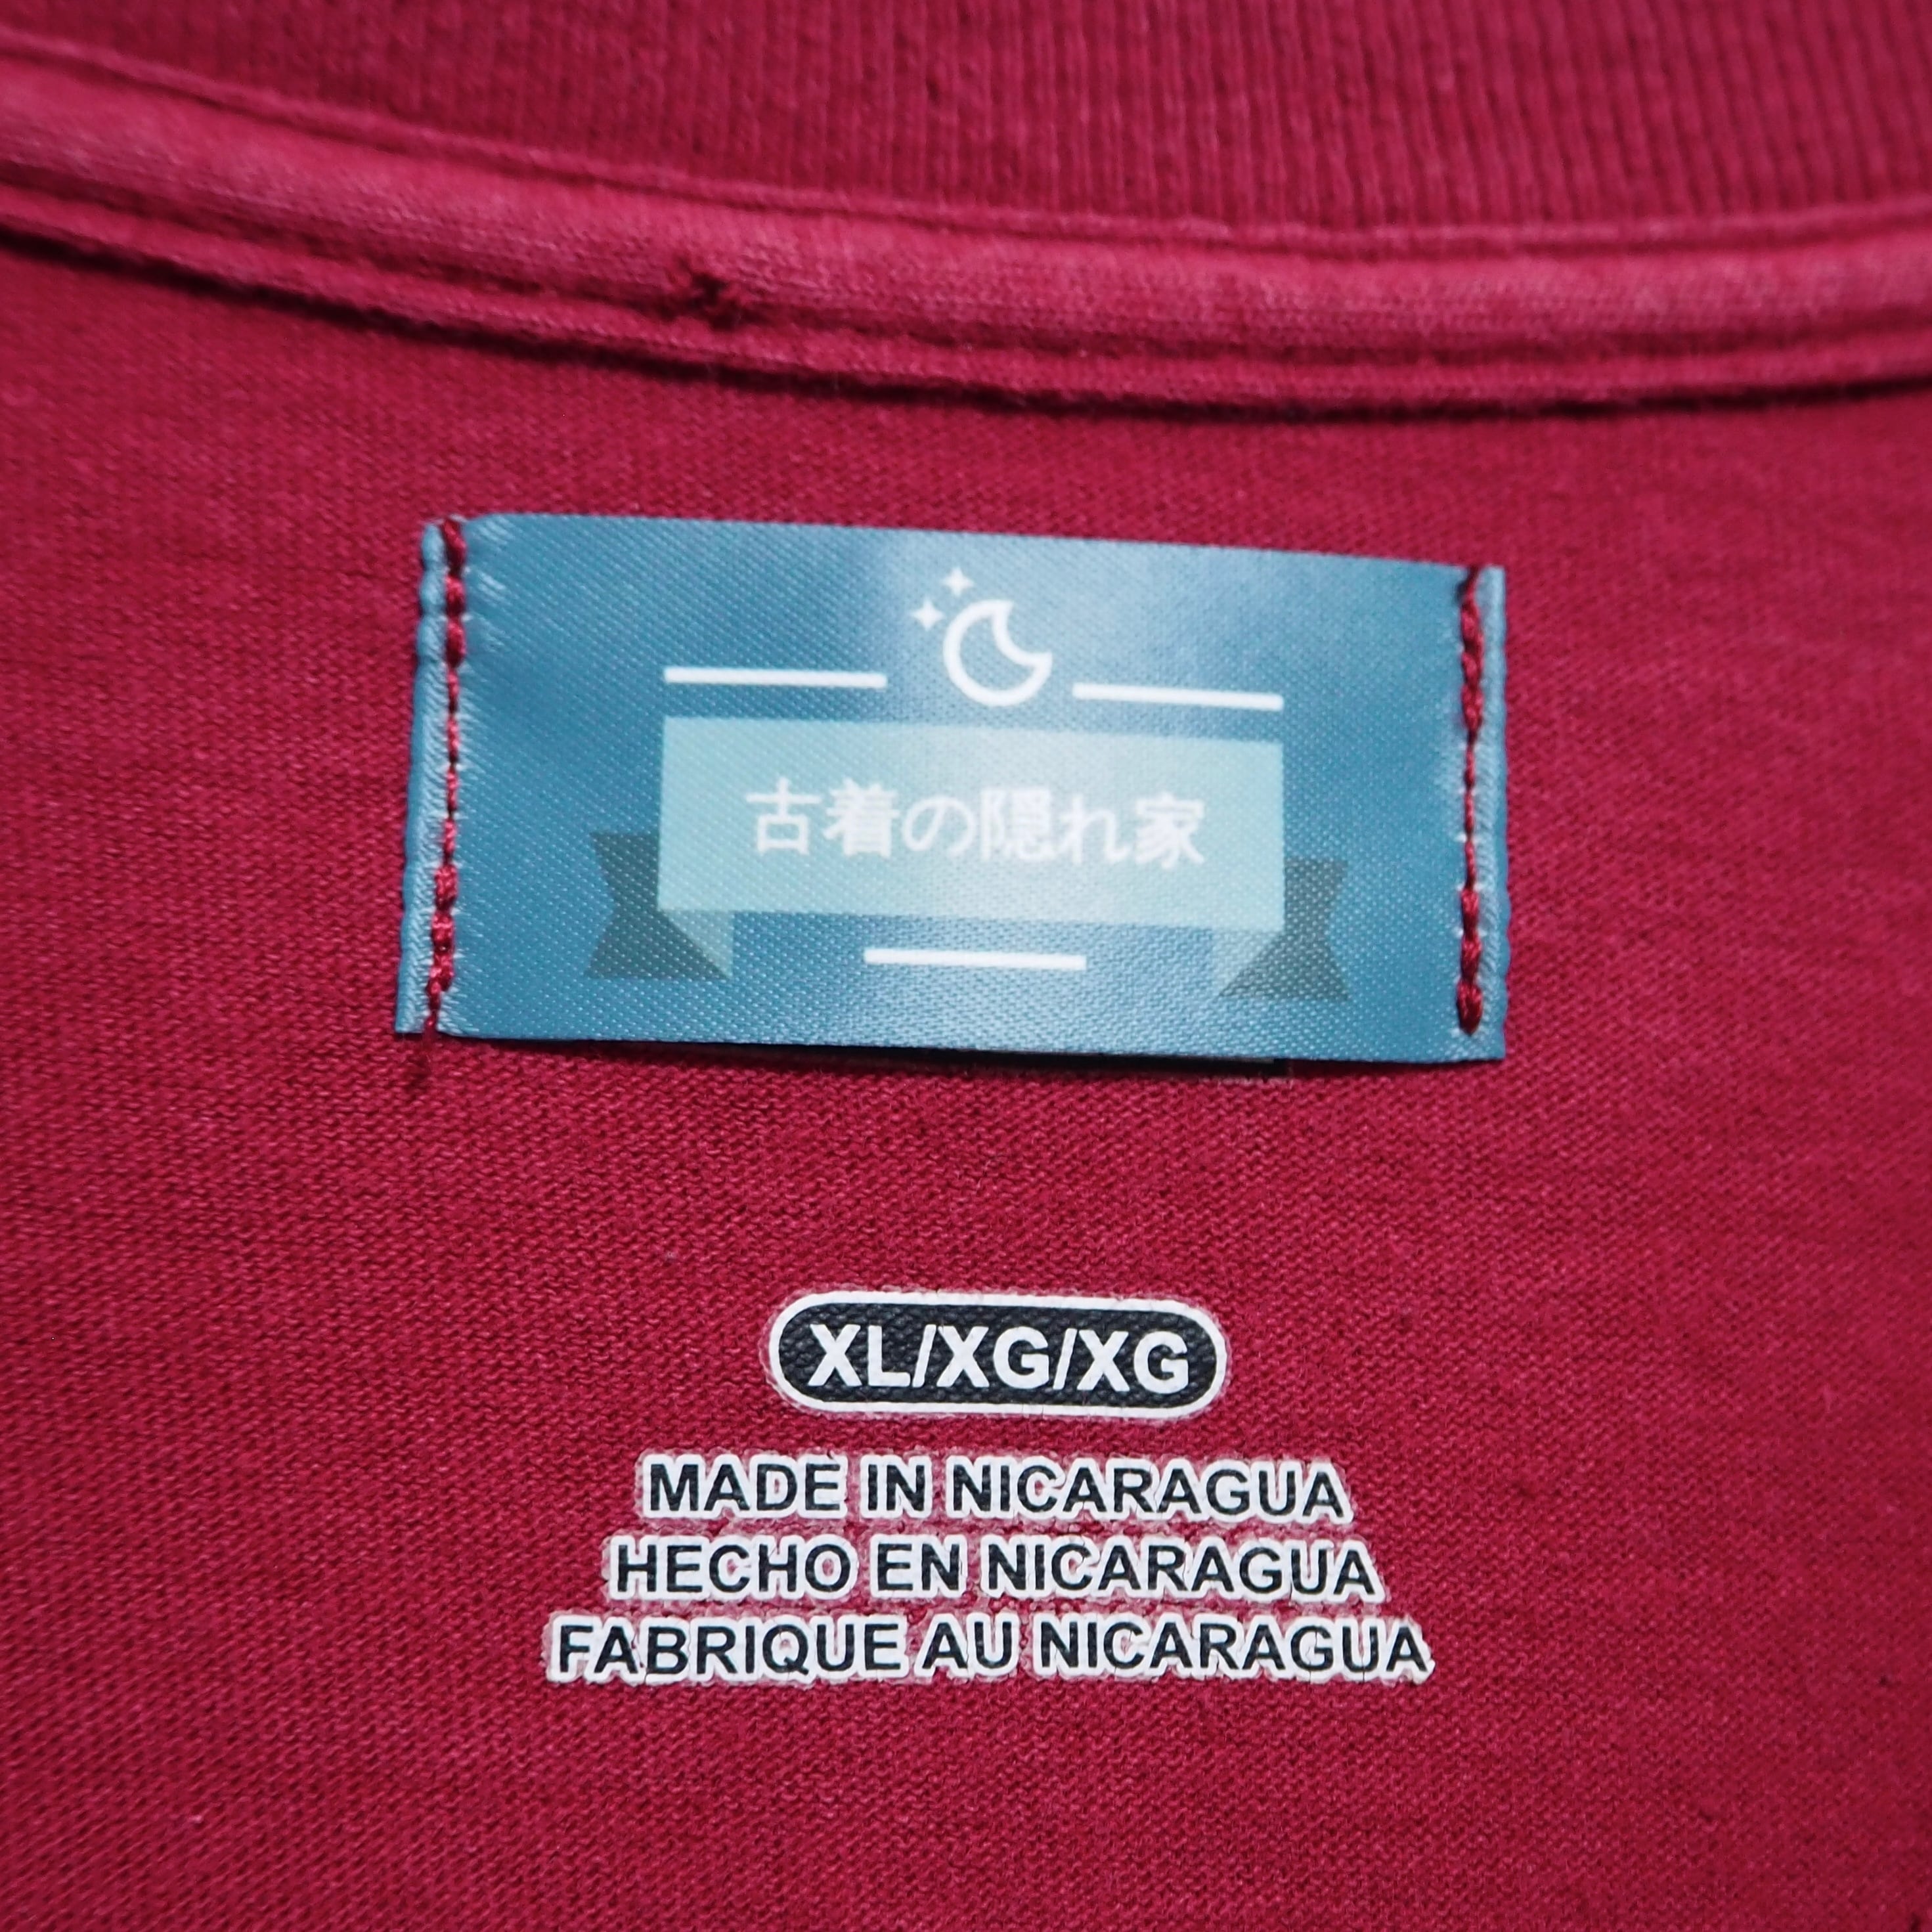 古着の隠れ家
XL/XG/XG
MADE IN NICARAGUA
HECHO EN NICARAGUA
FABRIQUE AU NICARAGUA